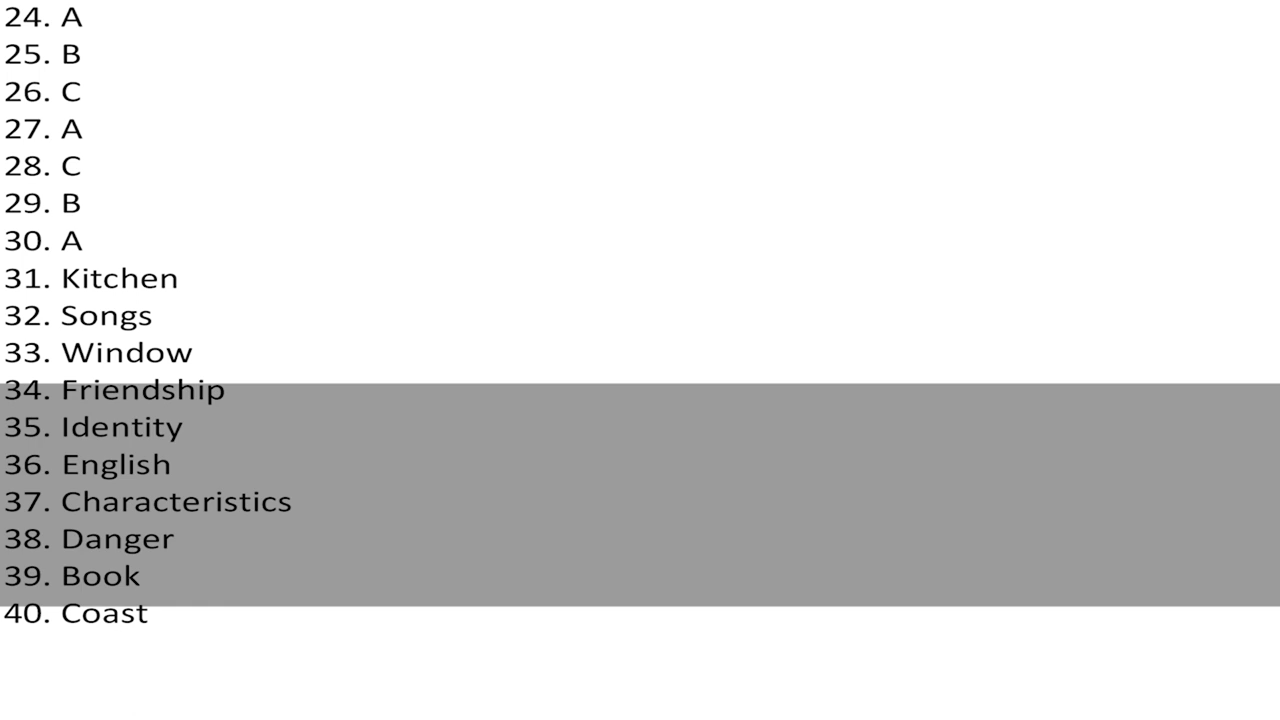 24. A
25. B
26. C
27. A
28. C
29. B
30. A
31. Kitchen
32. Songs
33. Window
34. Friendship
35. Identity
36. English
37. Characteristics
38. Danger
39. Book
40. Coast